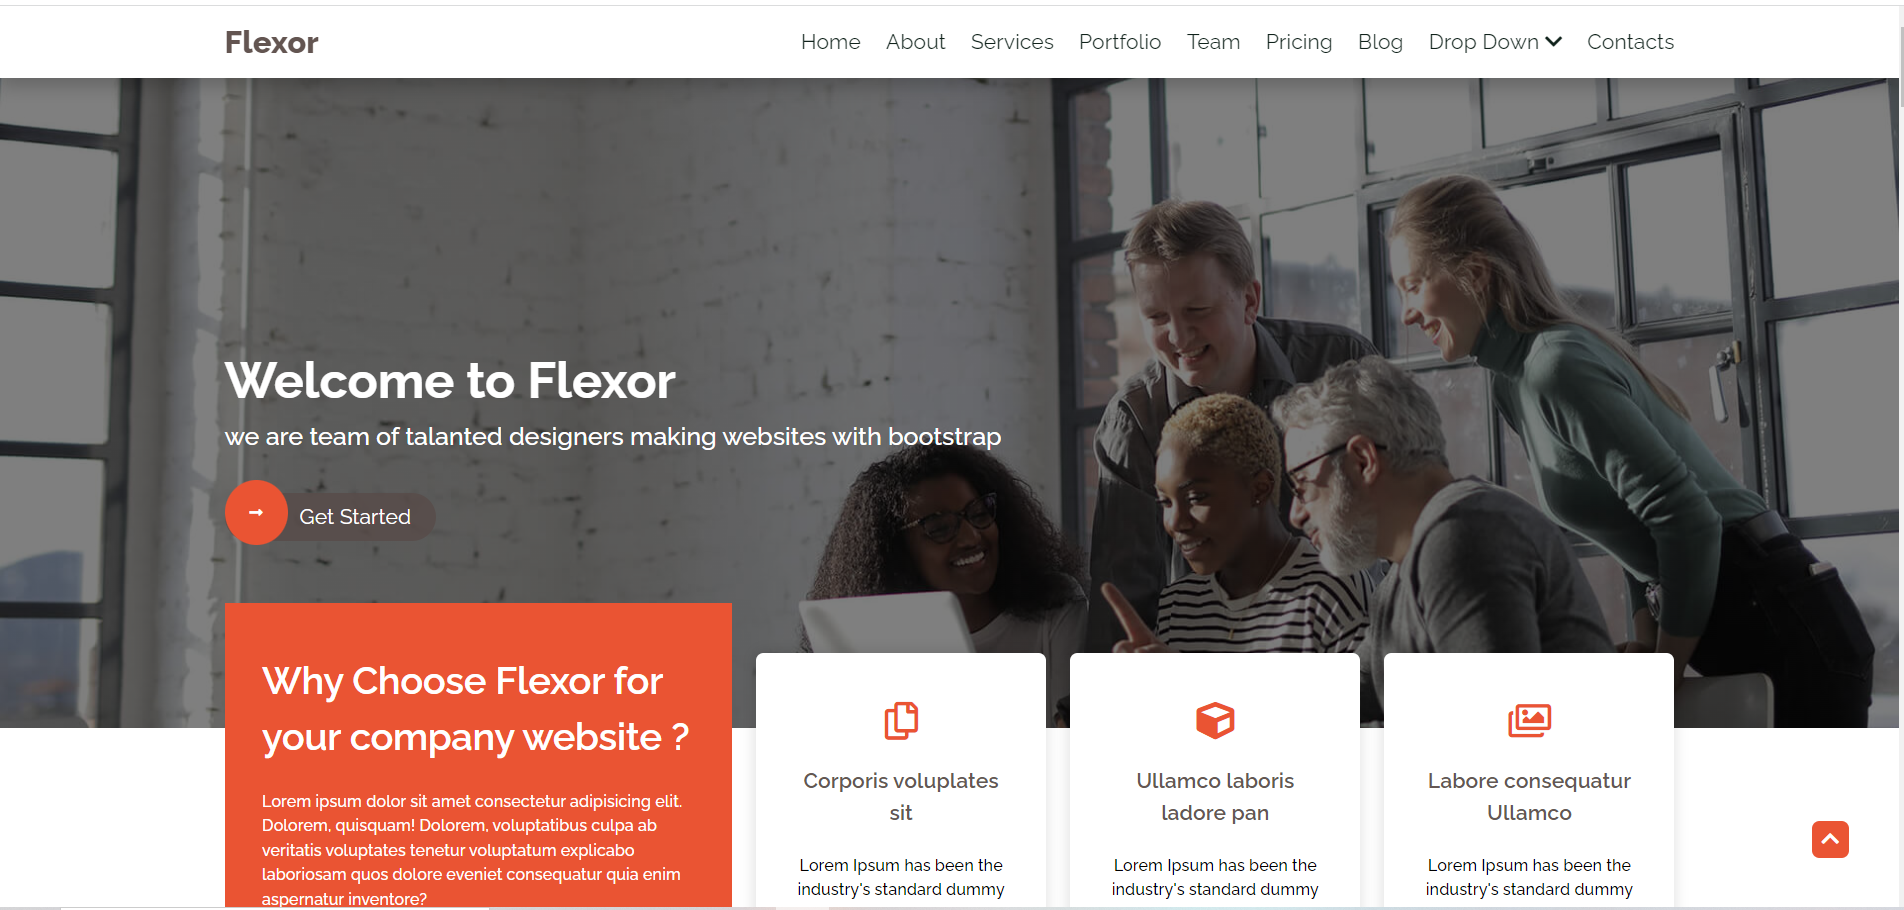 Flexor
Home About Services Portfolio Team Pricing Blog Drop Down Contacts
Welcome to Flexor
we are team of talanted designers making websites with bootstrap
Get Started
Why Choose Flexor for
your company website ?
Lorem ipsum dolor sit amet consectetur adipisicing elit.
Dolorem, quisquam! Dolorem, voluptatibus culpa ab
veritatis voluptates tenetur voluptatum explicabo
laboriosam quos dolore eveniet consequatur quia enim
aspernatur inventore?
Corporis voluplates
sit
Lorem Ipsum has been the
industry's standard dummy
Ullamco laboris
ladore pan
Lorem Ipsum has been the
industry's standard dummy
Labore consequatur
Ullamco
Lorem Ipsum has been the
industry's standard dummy